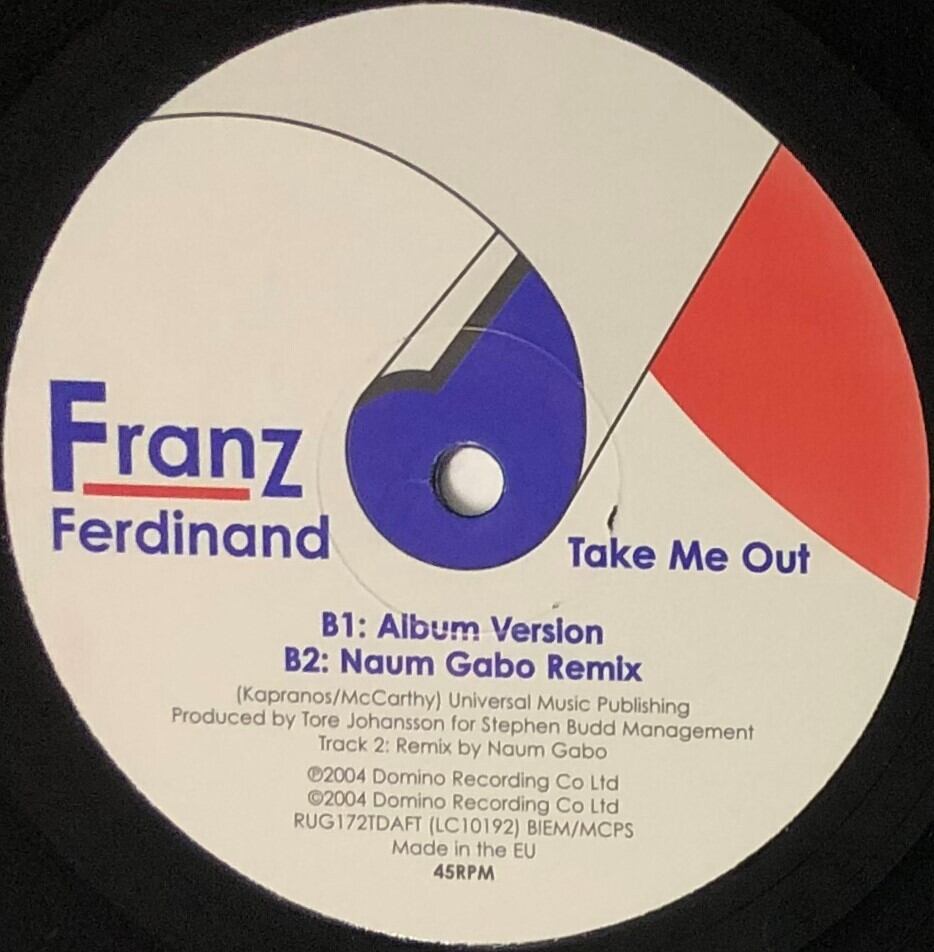 Franz
Ferdinand
Take Me Out
B1: Album Version
B2: Naum Gabo Remix
(Kapranos/McCarthy) Universal Music Publishing
Produced by Tore Johansson for Stephen Budd Management
Track 2: Remix by Naum Gabo
℗2004 Domino Recording Co Ltd
©2004 Domino Recording Co Ltd
RUG172TDAFT (LC10192) BIEM/MCPS
Made in the EU
45RPM